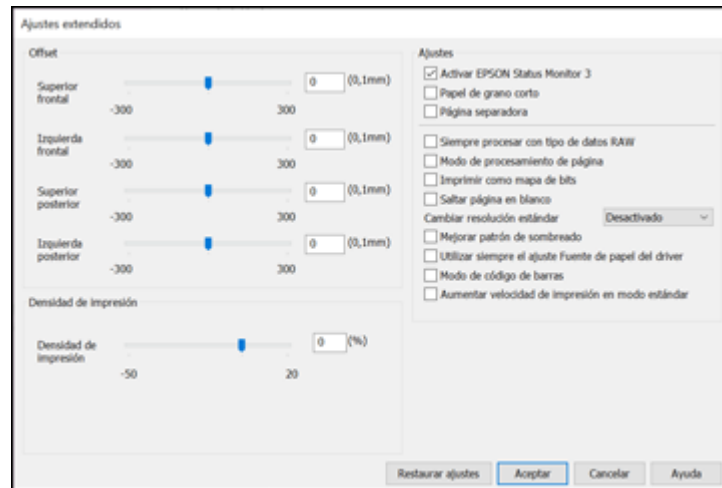 Ajustes extendidos
Offset
Superior
frontal
0 (0,1mm)
-300 300
Izquierda
frontal
0 (0,1mm)
-300 300
Superior
posterior
0 (0,1mm)
-300 300
Izquierda
posterior
0 (0,1mm)
-300 300
Densidad de impresión
Densidad de
impresión
0 (%)
-50 20
Ajustes
Activar EPSON Status Monitor 3
Papel de grano corto
Página separadora
Siempre procesar con tipo de datos RAW
Modo de procesamiento de página
Imprimir como mapa de bits
Saltar página en blanco
Cambiar resolución estándar Desactivado
Mejorar patrón de sombreado
Utilizar siempre el ajuste Fuente de papel del driver
Modo de código de barras
Aumentar velocidad de impresión en modo estándar
Restaurar ajustes Aceptar Cancelar Ayuda